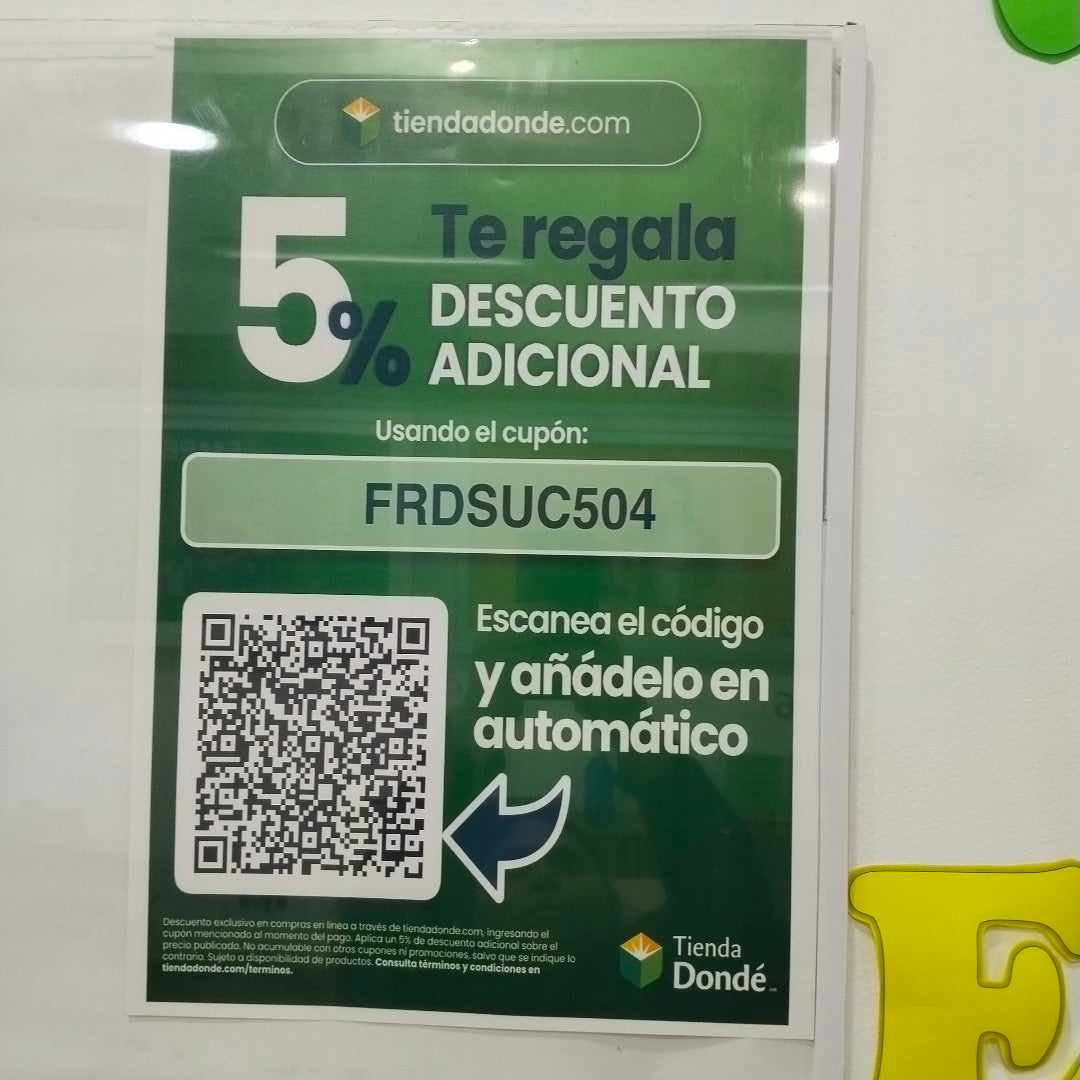 tiendadonde.com
5%
Te regala
DESCUENTO
ADICIONAL
Usando el cupón:
FRDSUC504
Escanea el código
y añádelo en
automático
Descuento exclusivo en compras en línea a través de tiendadonde.com, ingresando el
cupón mencionado al momento del pago. Aplica un 5% de descuento adicional sobre el
precio publicado. No acumulable con otros cupones ni promociones, salvo que se indique lo
contrario. Sujeto a disponibilidad de productos. Consulta términos y condiciones en
tiendadonde.com/terminos.
Tienda
Dondé
E